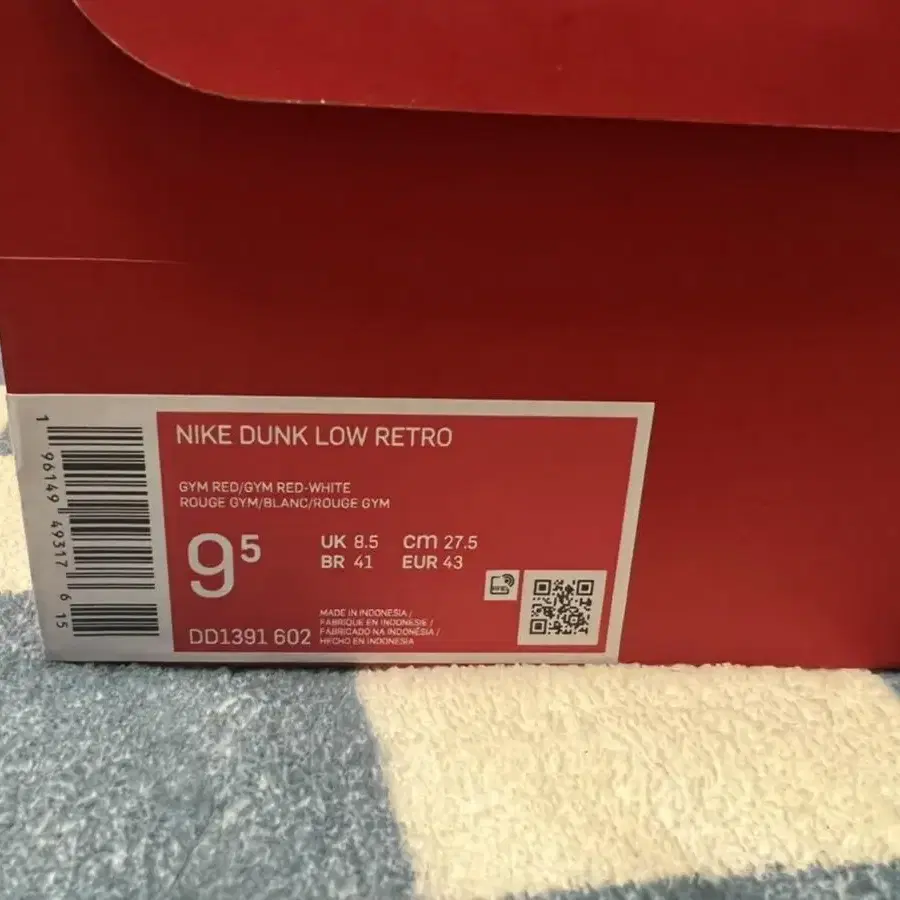 1 96149 49317 6 15
NIKE DUNK LOW RETRO
GYM RED/GYM RED-WHITE
ROUGE GYM/BLANC/ROUGE GYM
9⁵
UK 8.5 CM 27.5
BR 41 EUR 43
DD1391 602
MADE IN INDONESIA /
FABRIQUE EN INDONESIE /
FABRICADO NA INDONÉSIA /
HECHO EN INDONESIA